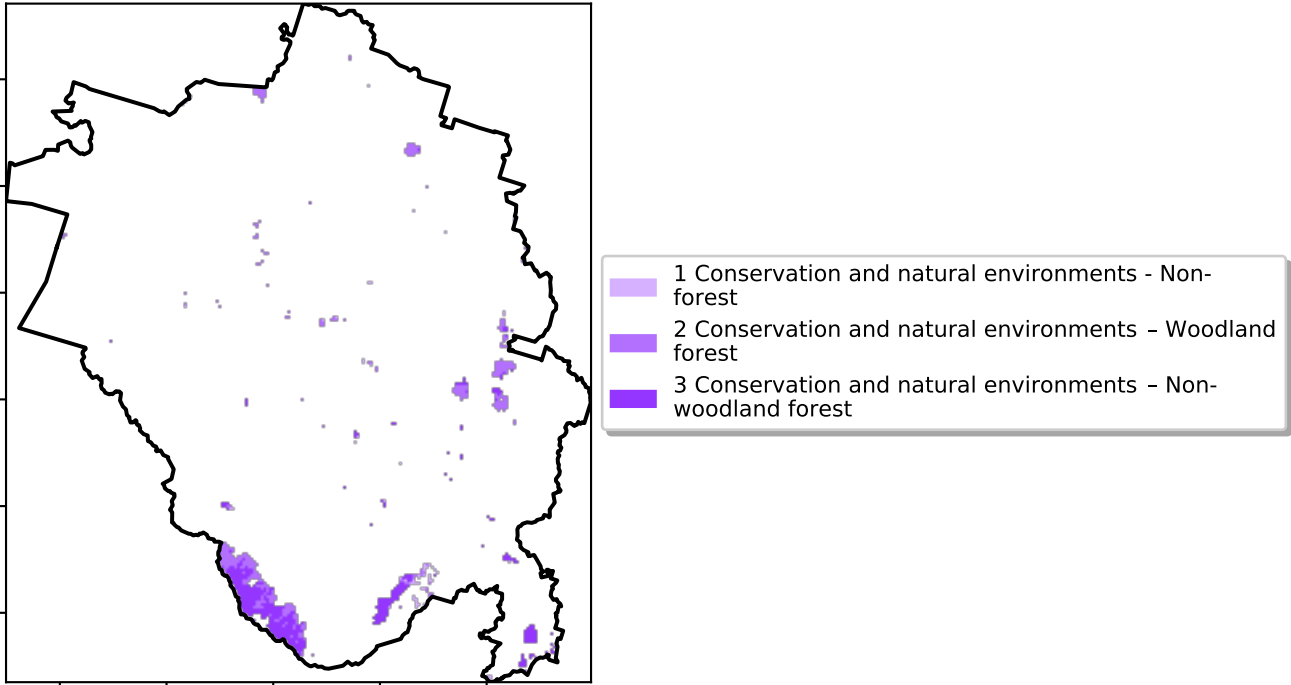 1 Conservation and natural environments - Non-
forest
2 Conservation and natural environments – Woodland
forest
3 Conservation and natural environments – Non-
woodland forest